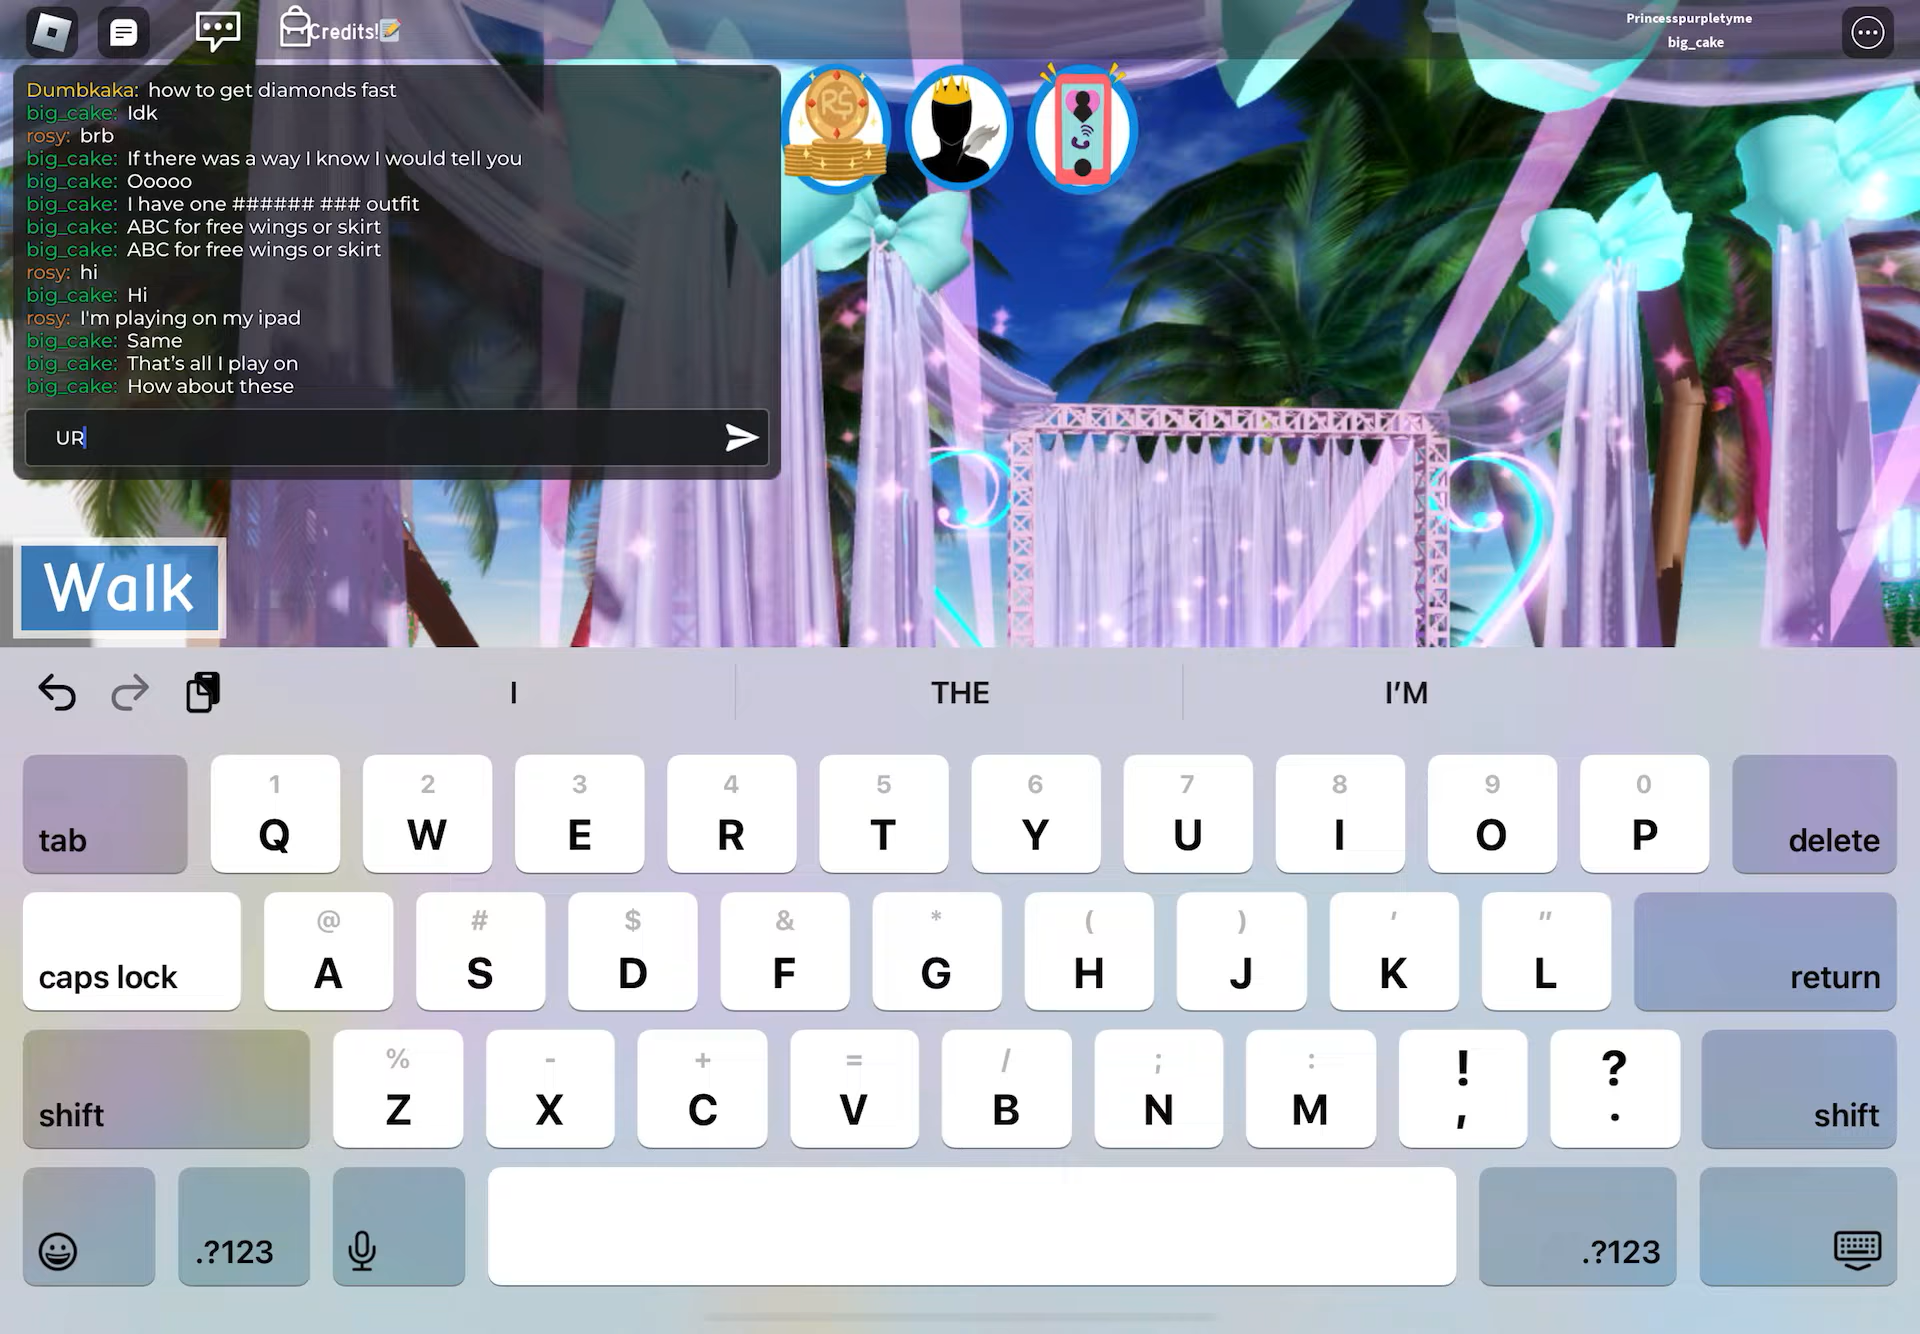 Credits!📝
Princesspurpletyme
big_cake
Dumbkaka: how to get diamonds fast
big_cake: Idk
rosy: brb
big_cake: If there was a way I know I would tell you
big_cake: Ooooo
big_cake: I have one ###### ### outfit
big_cake: ABC for free wings or skirt
big_cake: ABC for free wings or skirt
rosy: hi
big_cake: Hi
rosy: I'm playing on my ipad
big_cake: Same
big_cake: That’s all I play on
big_cake: How about these
UR
R$
Walk
I THE I’M
1 2 3 4 5 6 7 8 9 0
tab Q W E R T Y U I O P delete
@ # $ & * ( ) ' "
caps lock A S D F G H J K L return
% - + = / ; : ! ?
shift Z X C V B N M , . shift
.?123 .?123